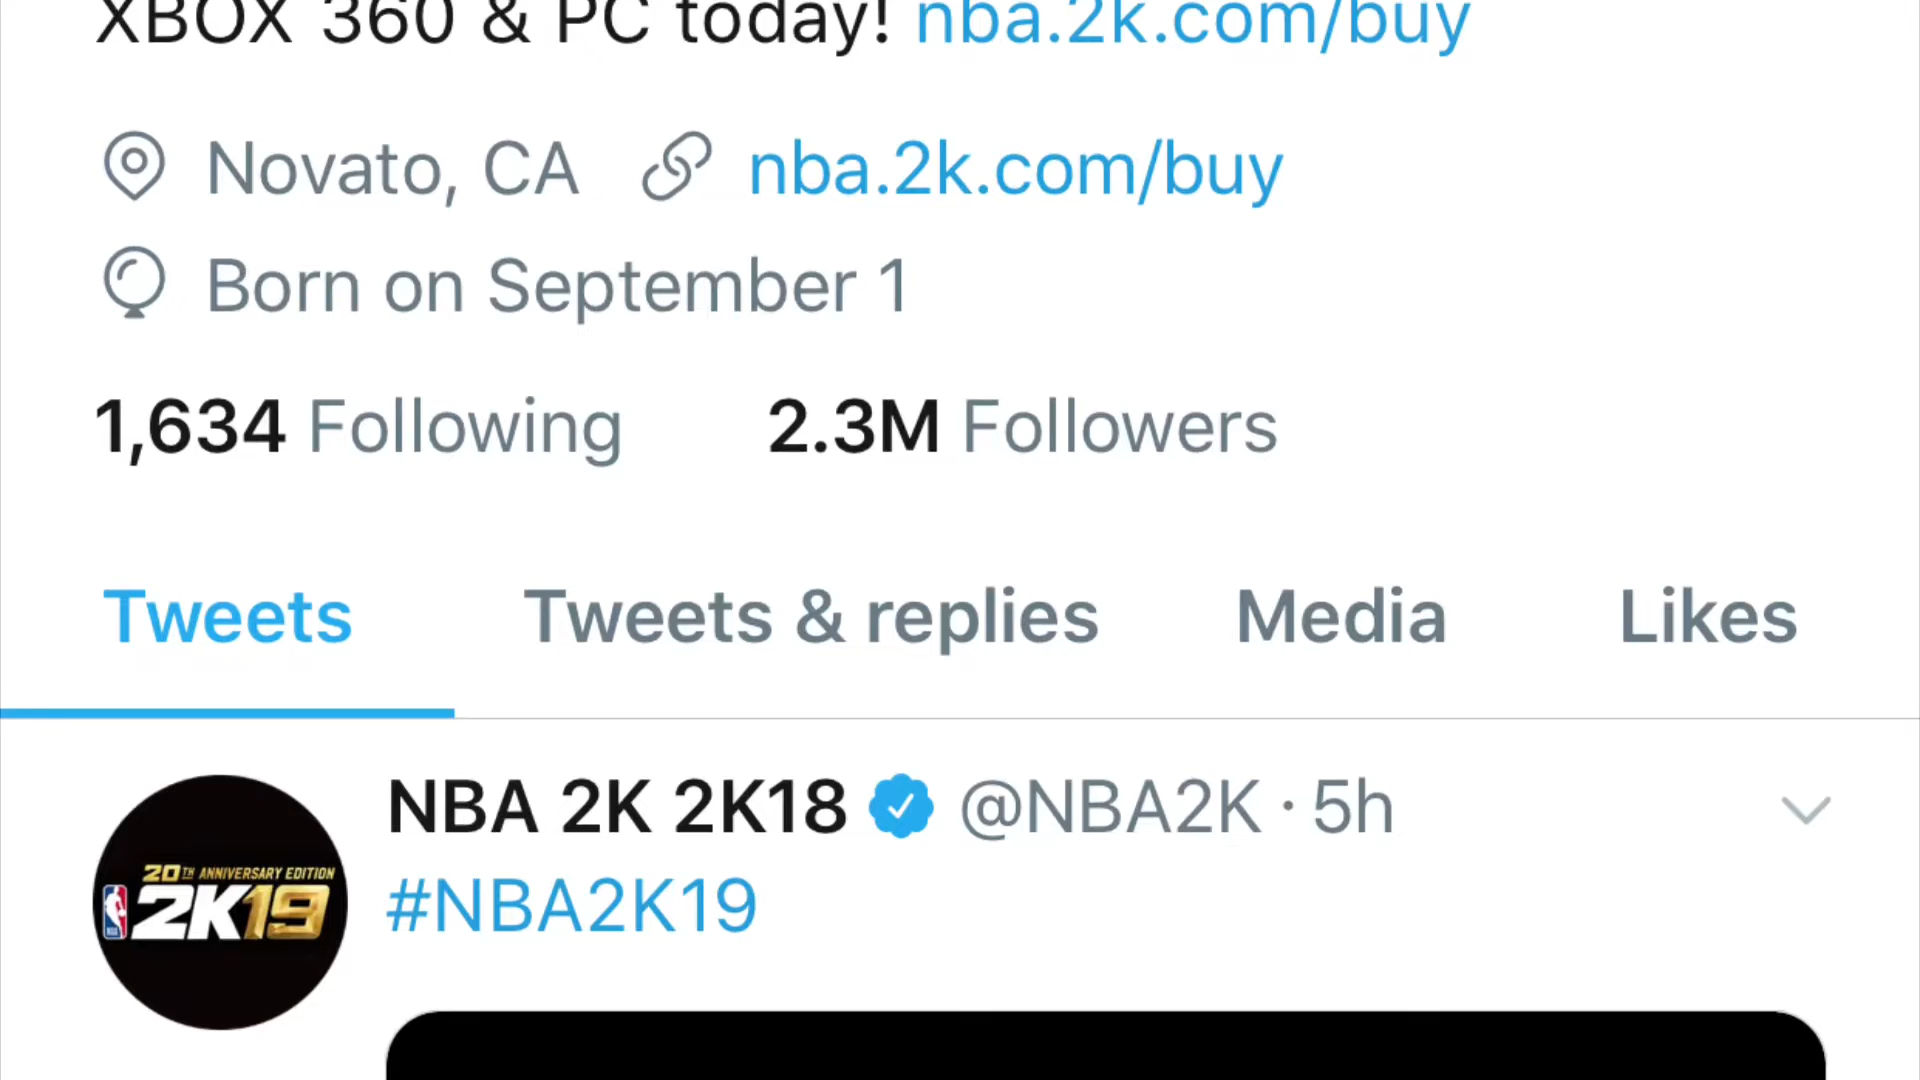 XBOX 360 & PC today! nba.2k.com/buy
Novato, CA nba.2k.com/buy
Born on September 1
1,634 Following 2.3M Followers
Tweets Tweets & replies Media Likes
NBA 2K 2K18 @NBA2K · 5h
#NBA2K19
20TH ANNIVERSARY EDITION
NBA 2K19